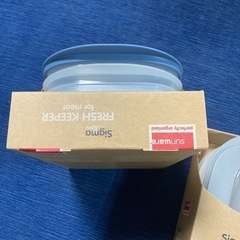 sunware
perfectly organized
Sigma
FRESH KEEPER
for meat